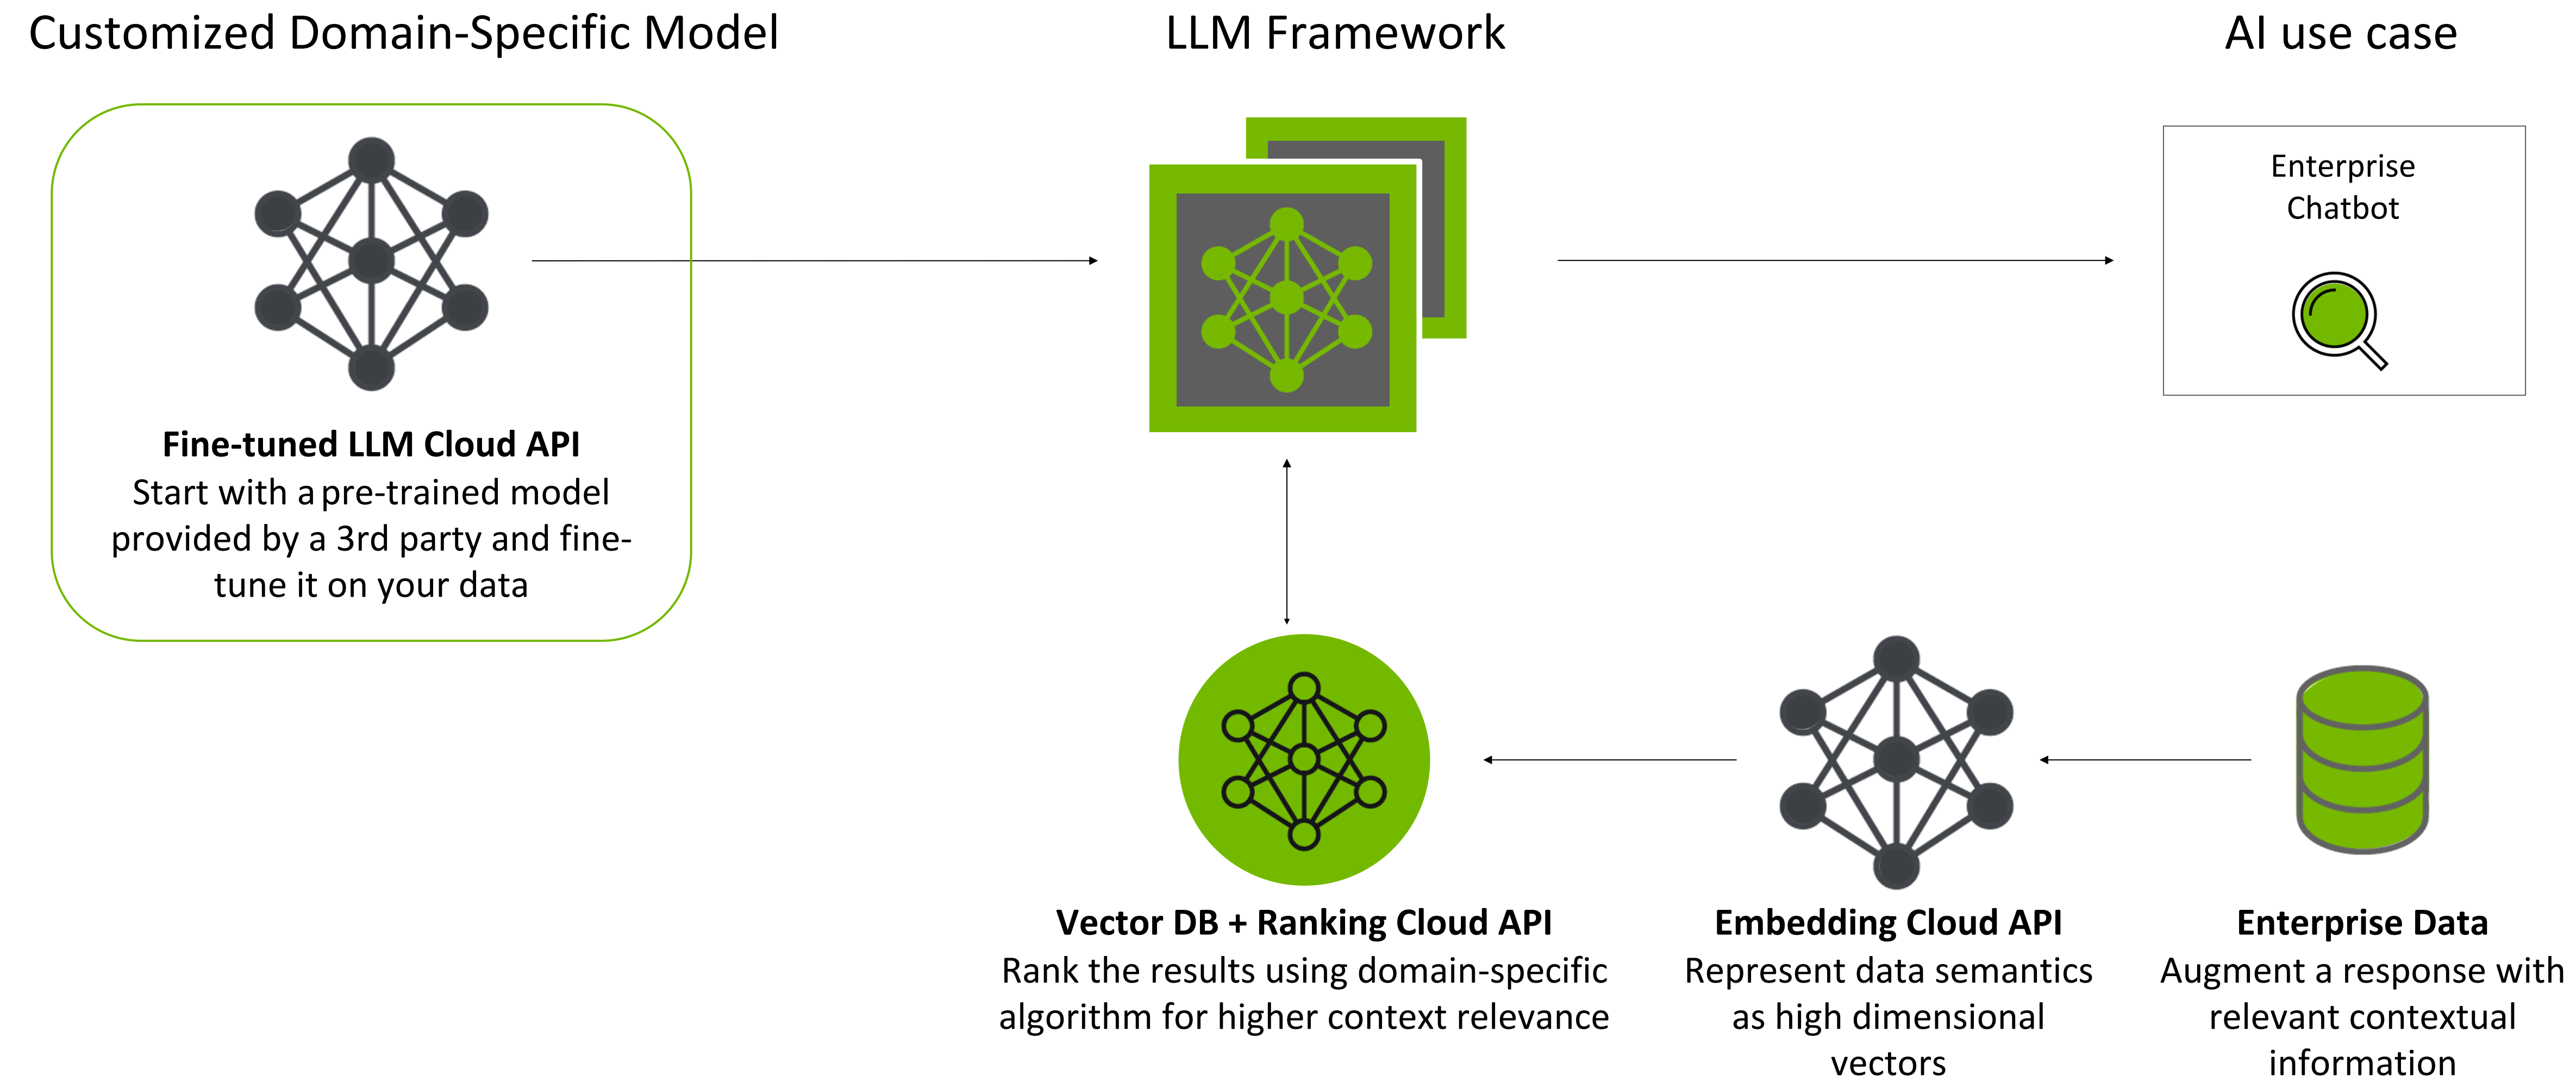 Customized Domain-Specific Model
LLM Framework
AI use case
Enterprise
Chatbot
Fine-tuned LLM Cloud API
Start with a pre-trained model
provided by a 3rd party and fine-
tune it on your data
Vector DB + Ranking Cloud API
Rank the results using domain-specific
algorithm for higher context relevance
Embedding Cloud API
Represent data semantics
as high dimensional
vectors
Enterprise Data
Augment a response with
relevant contextual
information